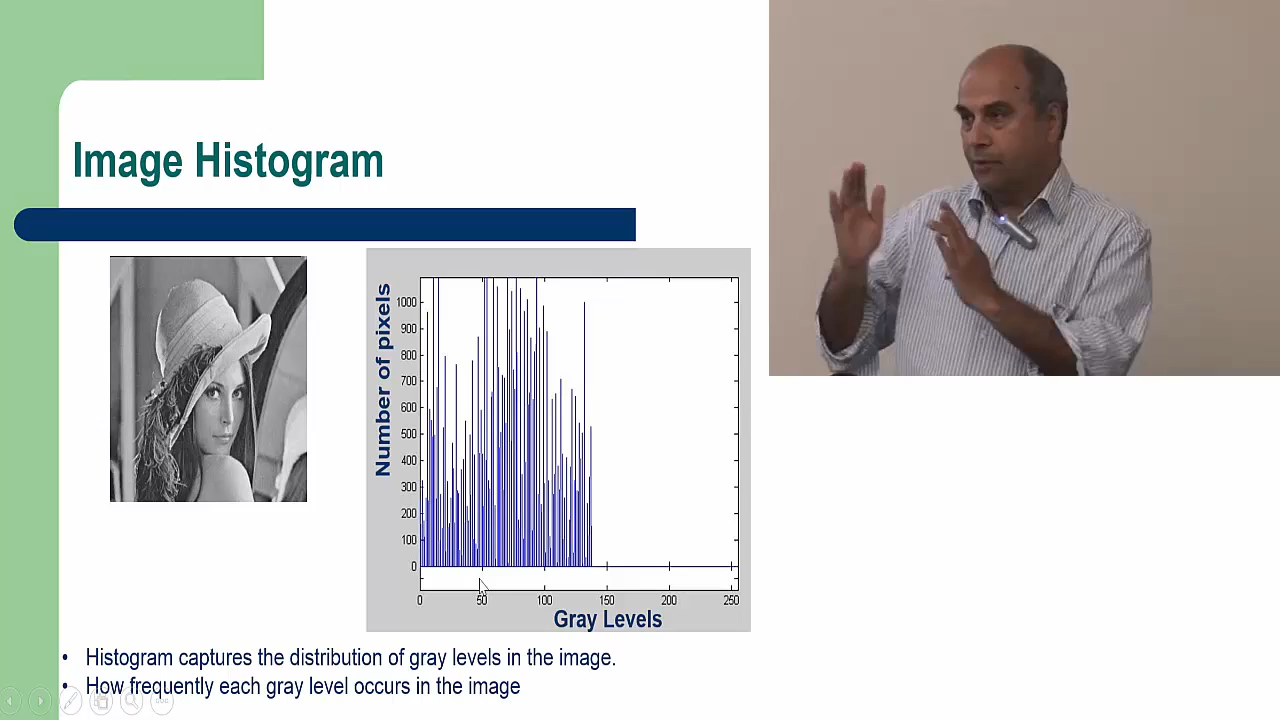 Image Histogram
Number of pixels
1000
900
800
700
600
500
400
300
200
100
0
0 50 100 150 200 250
Gray Levels
• Histogram captures the distribution of gray levels in the image.
• How frequently each gray level occurs in the image